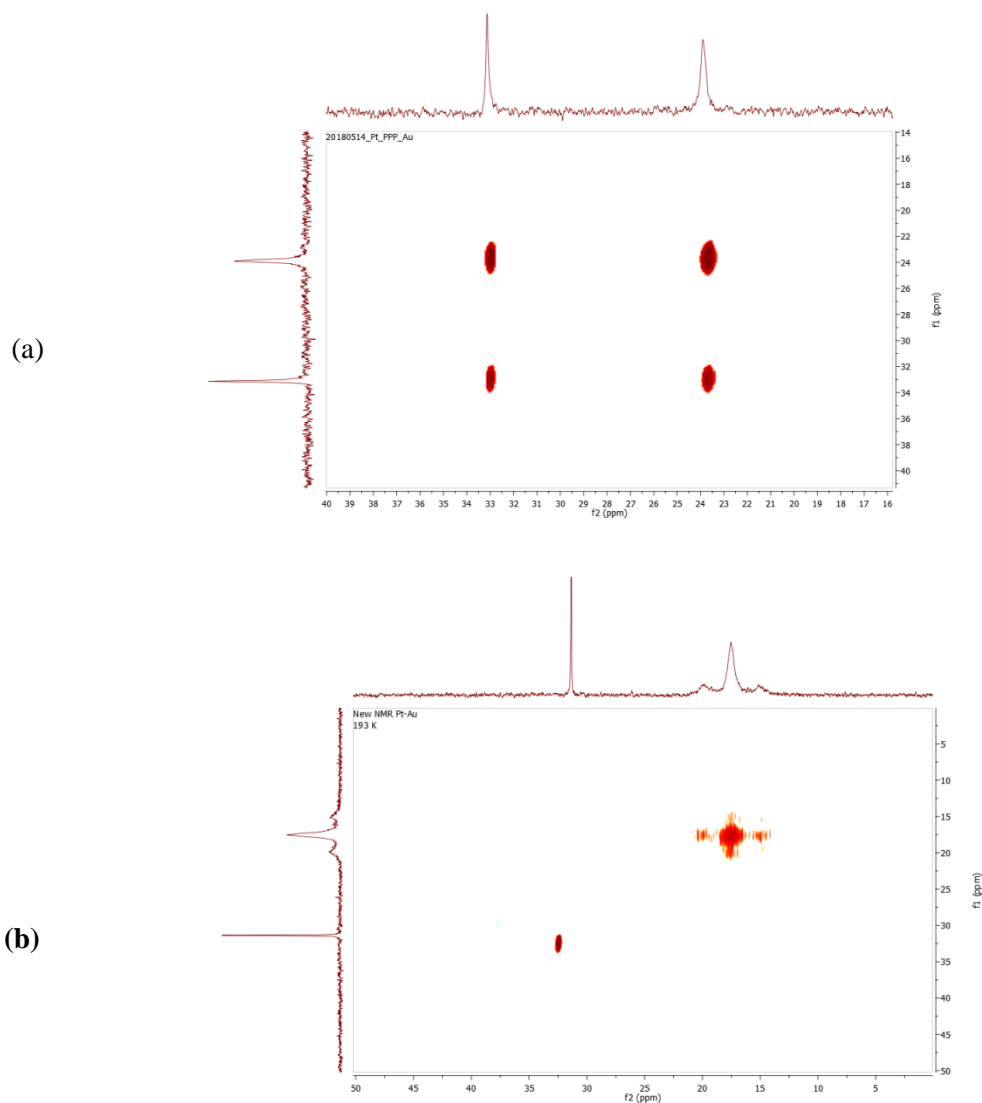 20180514_Pt_PPP_Au
14
16
18
20
22
24
26
28
30
32
34
36
38
40
f1 (ppm)
(a)
40 39 38 37 36 35 34 33 32 31 30 29 28 27 26 25 24 23 22 21 20 19 18 17 16
f2 (ppm)
New NMR Pt-Au
193 K
5
10
15
20
25
30
35
40
45
50
f1 (ppm)
(b)
50 45 40 35 30 25 20 15 10 5
f2 (ppm)